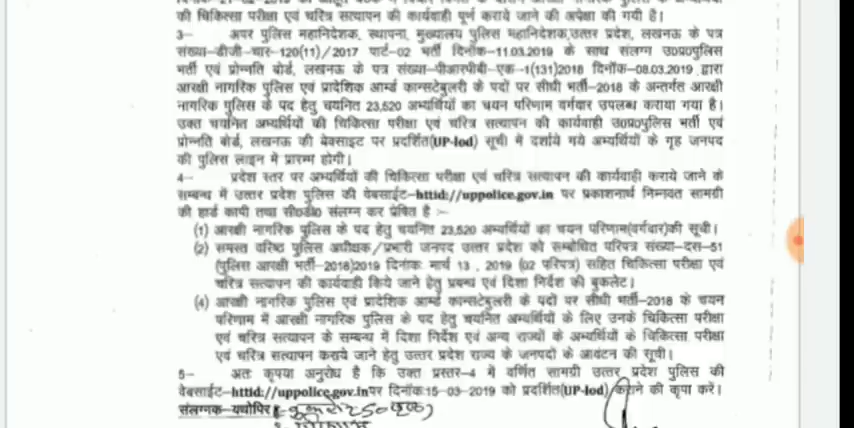 की चिकित्सा परीक्षा एवं चरित्र सत्यापन की कार्यवाही पूर्ण कराये जाने की अपेक्षा की गयी है।
3— अपर पुलिस महानिदेशक, स्थापना, मुख्यालय पुलिस महानिदेशक,उत्तर प्रदेश, लखनऊ के पत्र
संख्या–डीजी–चार–120(11)/2017 पार्ट–02 भर्ती दिनॉक–11.03.2019 के साथ संलग्न उ0प्र0पुलिस
भर्ती एवं प्रोन्नति बोर्ड, लखनऊ के पत्र संख्या–पीआरपीबी–एक–1(131)2018 दिनॉक–08.03.2019 द्वारा
आरक्षी नागरिक पुलिस एवं प्रादेशिक आर्म्ड कान्सटेबुलरी के पदों पर सीधी भर्ती–2018 के अन्तर्गत आरक्षी
नागरिक पुलिस के पद हेतु चयनित 23,520 अभ्यर्थियों का चयन परिणाम वर्गवार उपलब्ध कराया गया है।
उक्त चयनित अभ्यर्थियों की चिकित्सा परीक्षा एवं चरित्र सत्यापन की कार्यवाही उ0प्र0पुलिस भर्ती एवं
प्रोन्नति बोर्ड, लखनऊ की बेक्साइट पर प्रदर्शित(UP-lod) सूची में दर्शाये गये अभ्यर्थियों के गृह जनपद
की पुलिस लाइन में प्रारम्भ होगी।
4— प्रदेश स्तर पर अभ्यर्थियों की चिकित्सा परीक्षा एवं चरित्र सत्यापन की कार्यवाही कराये जाने के
सम्बन्ध में उत्तर प्रदेश पुलिस की वेबसाईट–httid://uppolice.gov.in पर प्रकाशनार्थ निम्नवत सामग्री
की हार्ड कापी तथा सी0डी0 संलग्न कर प्रेषित है :–
(1) आरक्षी नागरिक पुलिस के पद हेतु चयनित 23,520 अभ्यर्थियों का चयन परिणाम(वर्गवार)की सूची।
(2) समस्त वरिष्ठ पुलिस अधीक्षक/प्रभारी जनपद उत्तर प्रदेश को सम्बोधित परिपत्र संख्या–दस–51
(पुलिस आरक्षी भर्ती–2018)2019 दिनांक मार्च 13 , 2019 (02 परिपत्र) सहित चिकित्सा परीक्षा एवं
चरित्र सत्यापन की कार्यवाही किये जाने हेतु प्रबन्ध एवं दिशा निर्देश की बुकलेट।
(4) आरक्षी नागरिक पुलिस एवं प्रादेशिक आर्म्ड कान्सटेबुलरी के पदों पर सीधी भर्ती–2018 के चयन
परिणाम में आरक्षी नागरिक पुलिस के पद हेतु चयनित अभ्यर्थियों के लिए उनके चिकित्सा परीक्षा
एवं चरित्र सत्यापन के सम्बन्ध में दिशा निर्देश एवं अन्य राज्यों के अभ्यर्थियों के चिकित्सा परीक्षा
एवं चरित्र सत्यापन कराये जाने हेतु उत्तर प्रदेश राज्य के जनपदों के आवंटन की सूची।
5— अतः कृपया अनुरोध है कि उक्त प्रस्तर–4 में वर्णित सामग्री उत्तर प्रदेश पुलिस की
वेबसाईट–httid://uppolice.gov.inपर दिनॉक:15–03–2019 को प्रदर्शित(UP-lod) कराने की कृपा करें।
संलग्नक–यथोपरि